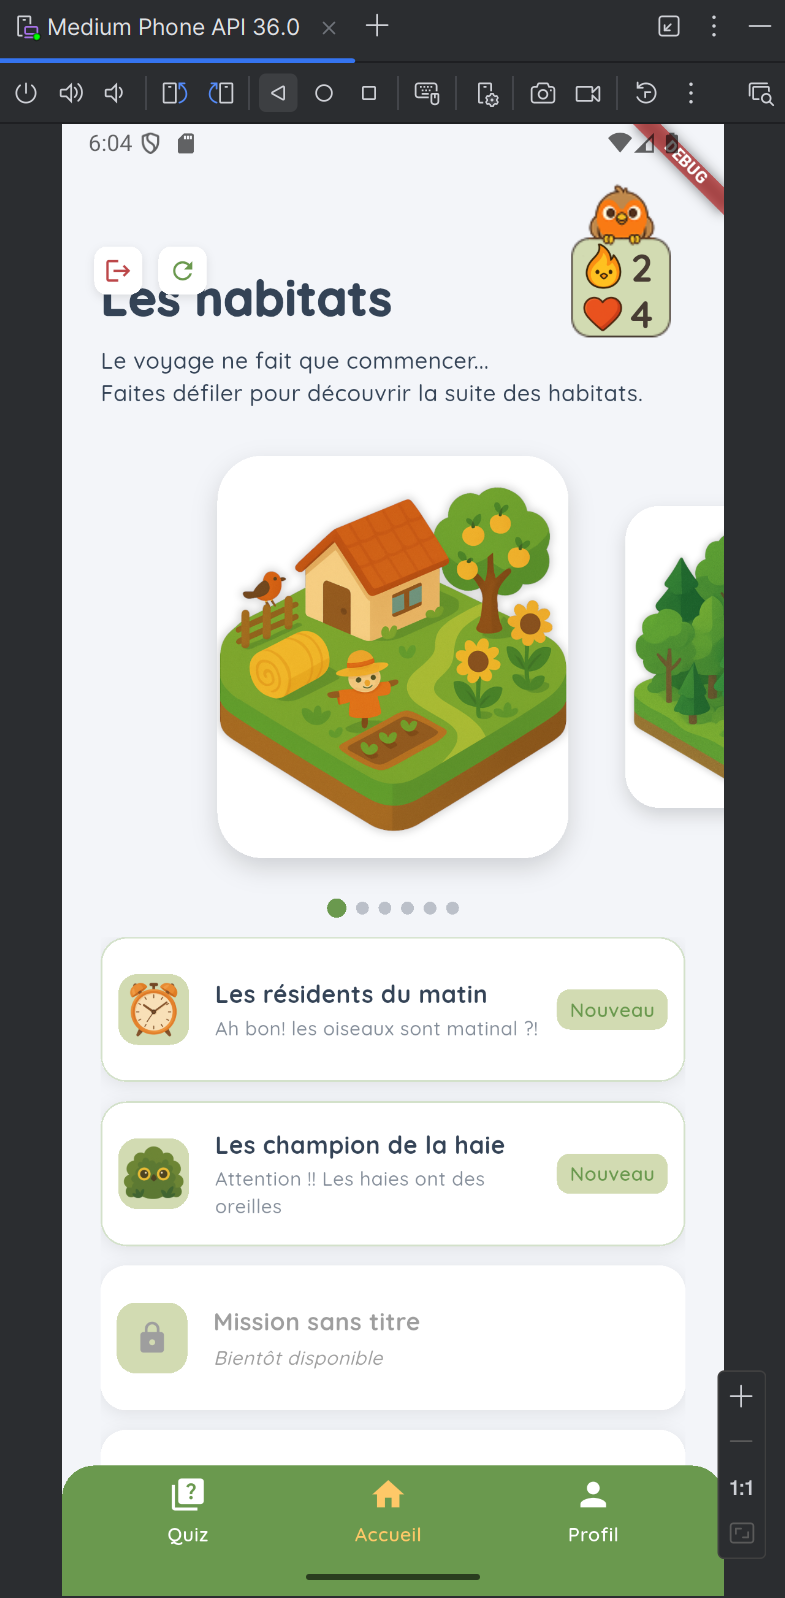 Medium Phone API 36.0
6:04
DEBUG
2
4
Les habitats
Le voyage ne fait que commencer...
Faites défiler pour découvrir la suite des habitats.
Les résidents du matin
Ah bon! les oiseaux sont matinal ?!
Nouveau
Les champion de la haie
Attention !! Les haies ont des
oreilles
Nouveau
Mission sans titre
Bientôt disponible
1:1
Quiz
Accueil
Profil